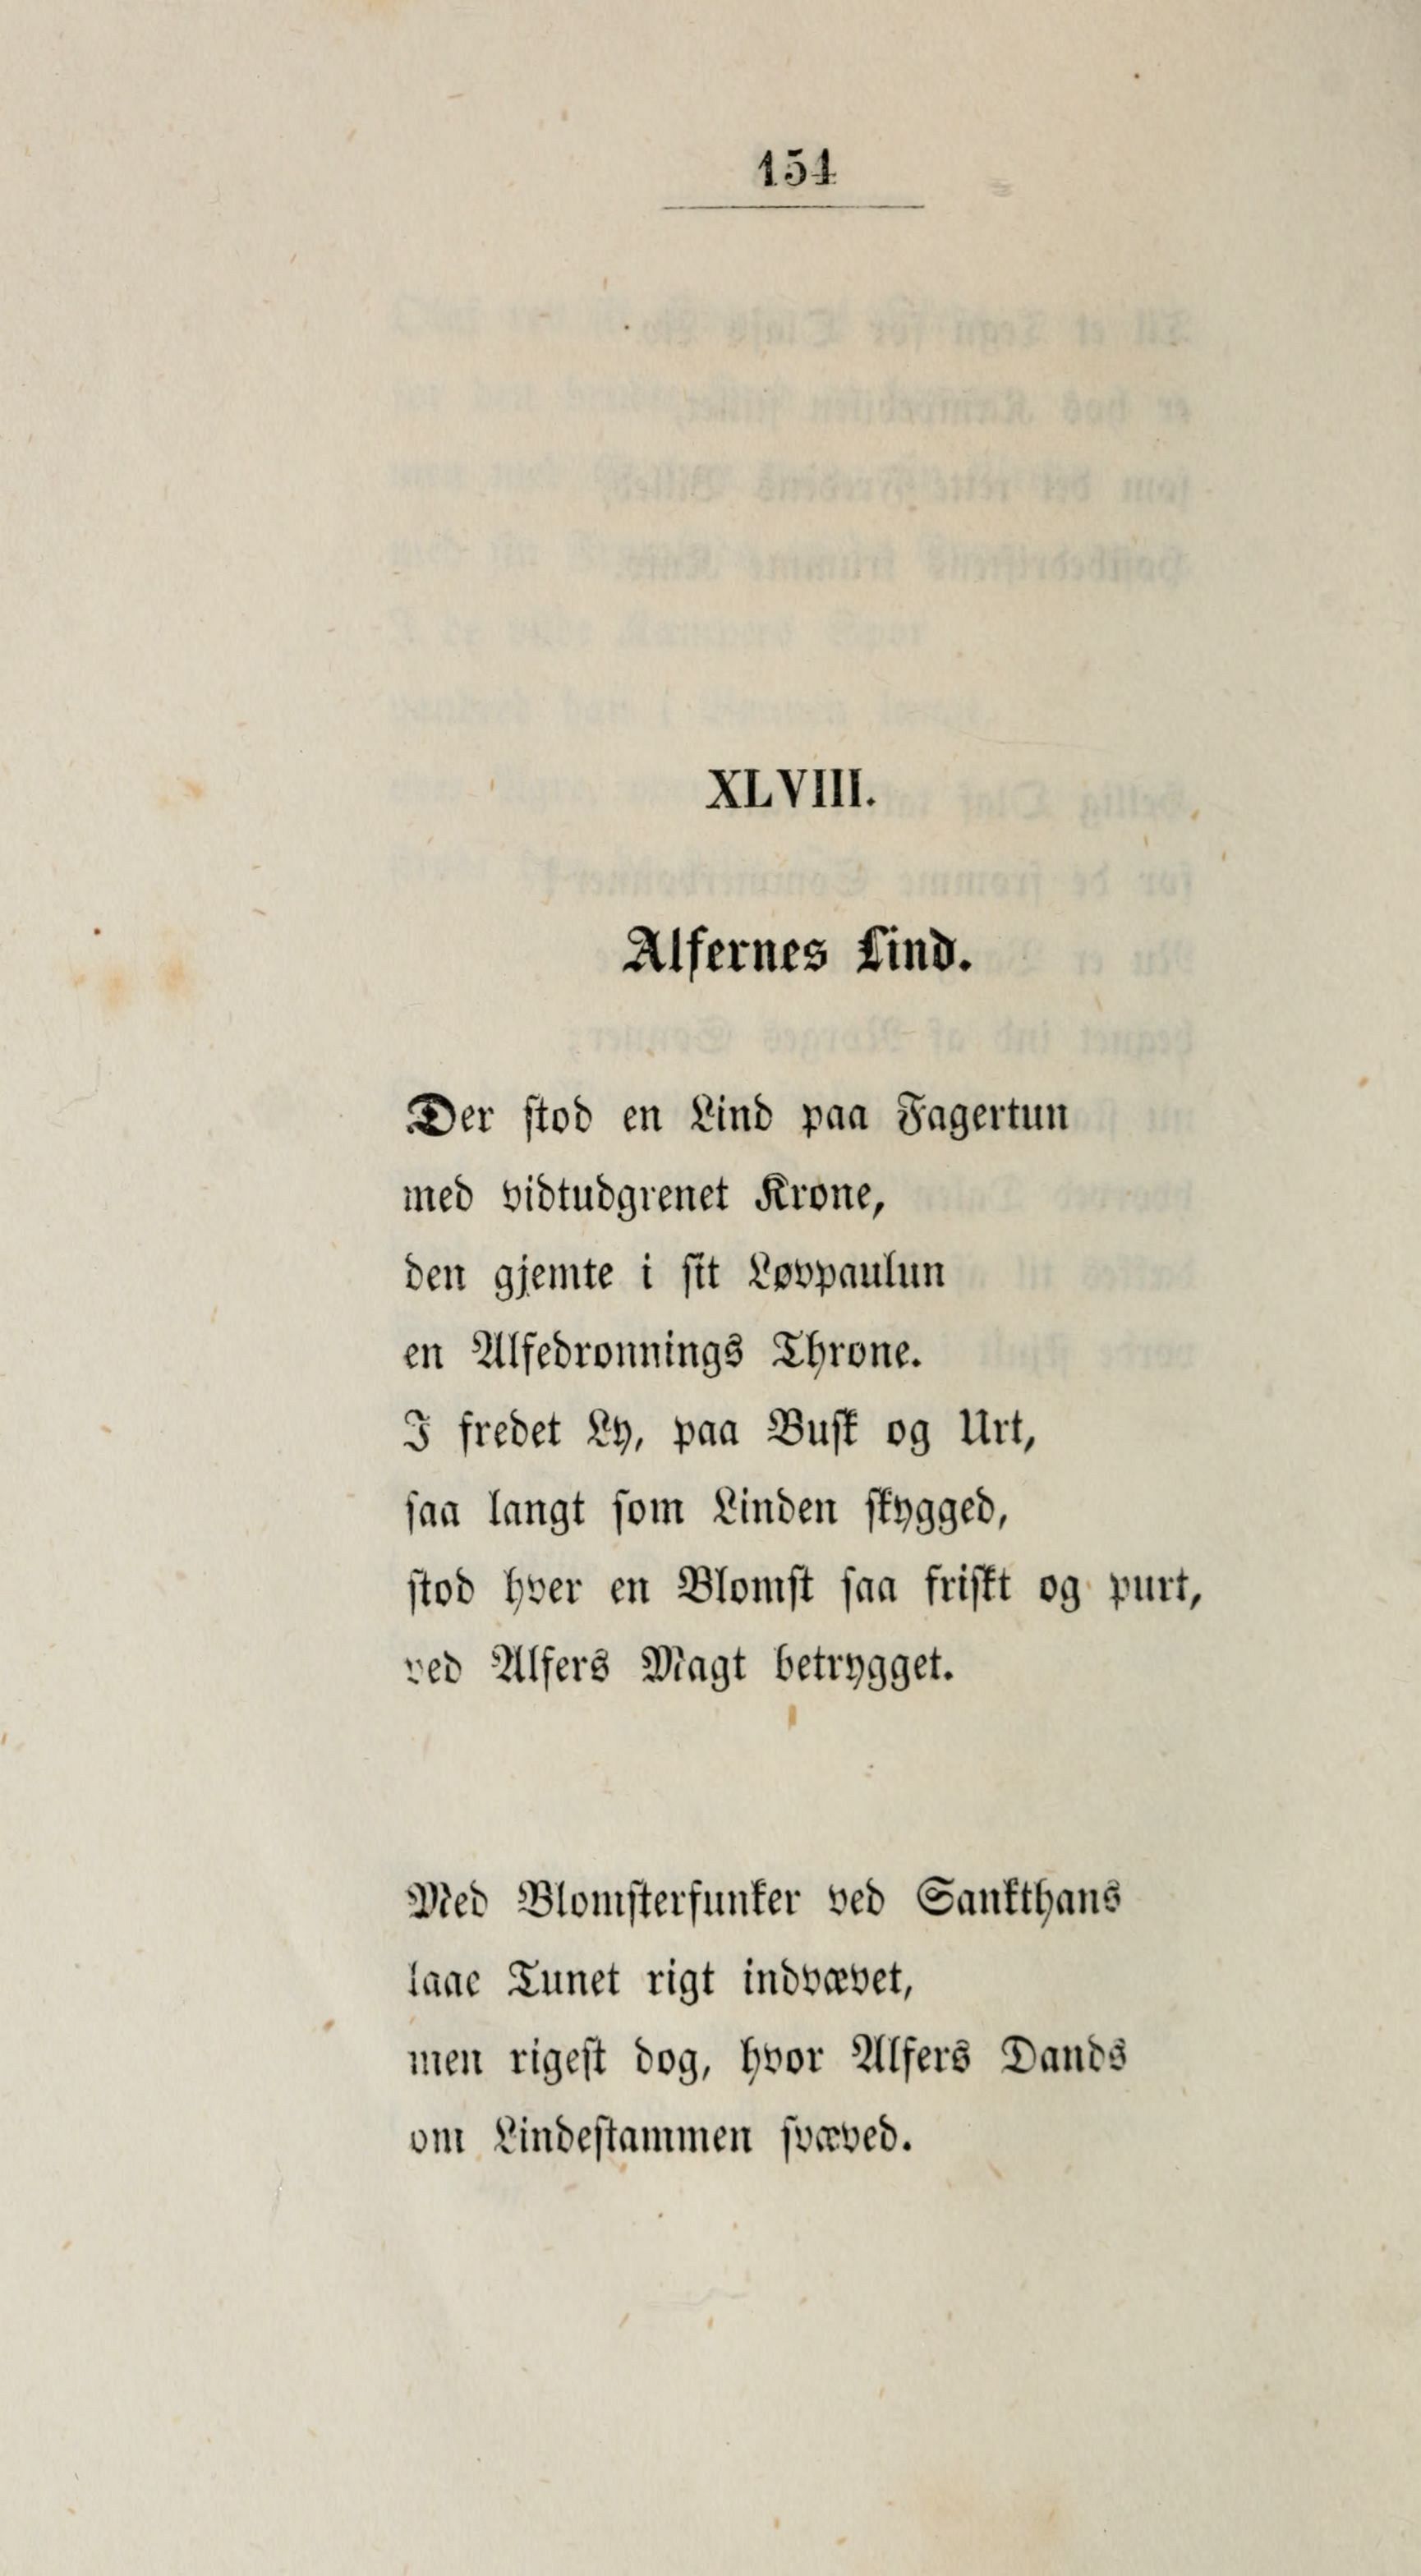 154
XLVIII.
Alfernes Lind.
Der stod en Lind paa Fagertun
med vidtudgrenet Krone,
den gjemte i sit Løvpaulun
en Alfedronnings Throne.
I fredet Ly, paa Busk og Urt,
saa langt som Linden skygged,
stod hver en Blomst saa friskt og purt,
ved Alfers Magt betrygget.
Med Blomsterfunker ved Sankthans
laae Tunet rigt indvævet,
men rigest dog, hvor Alfers Dands
om Lindestammen svæved.